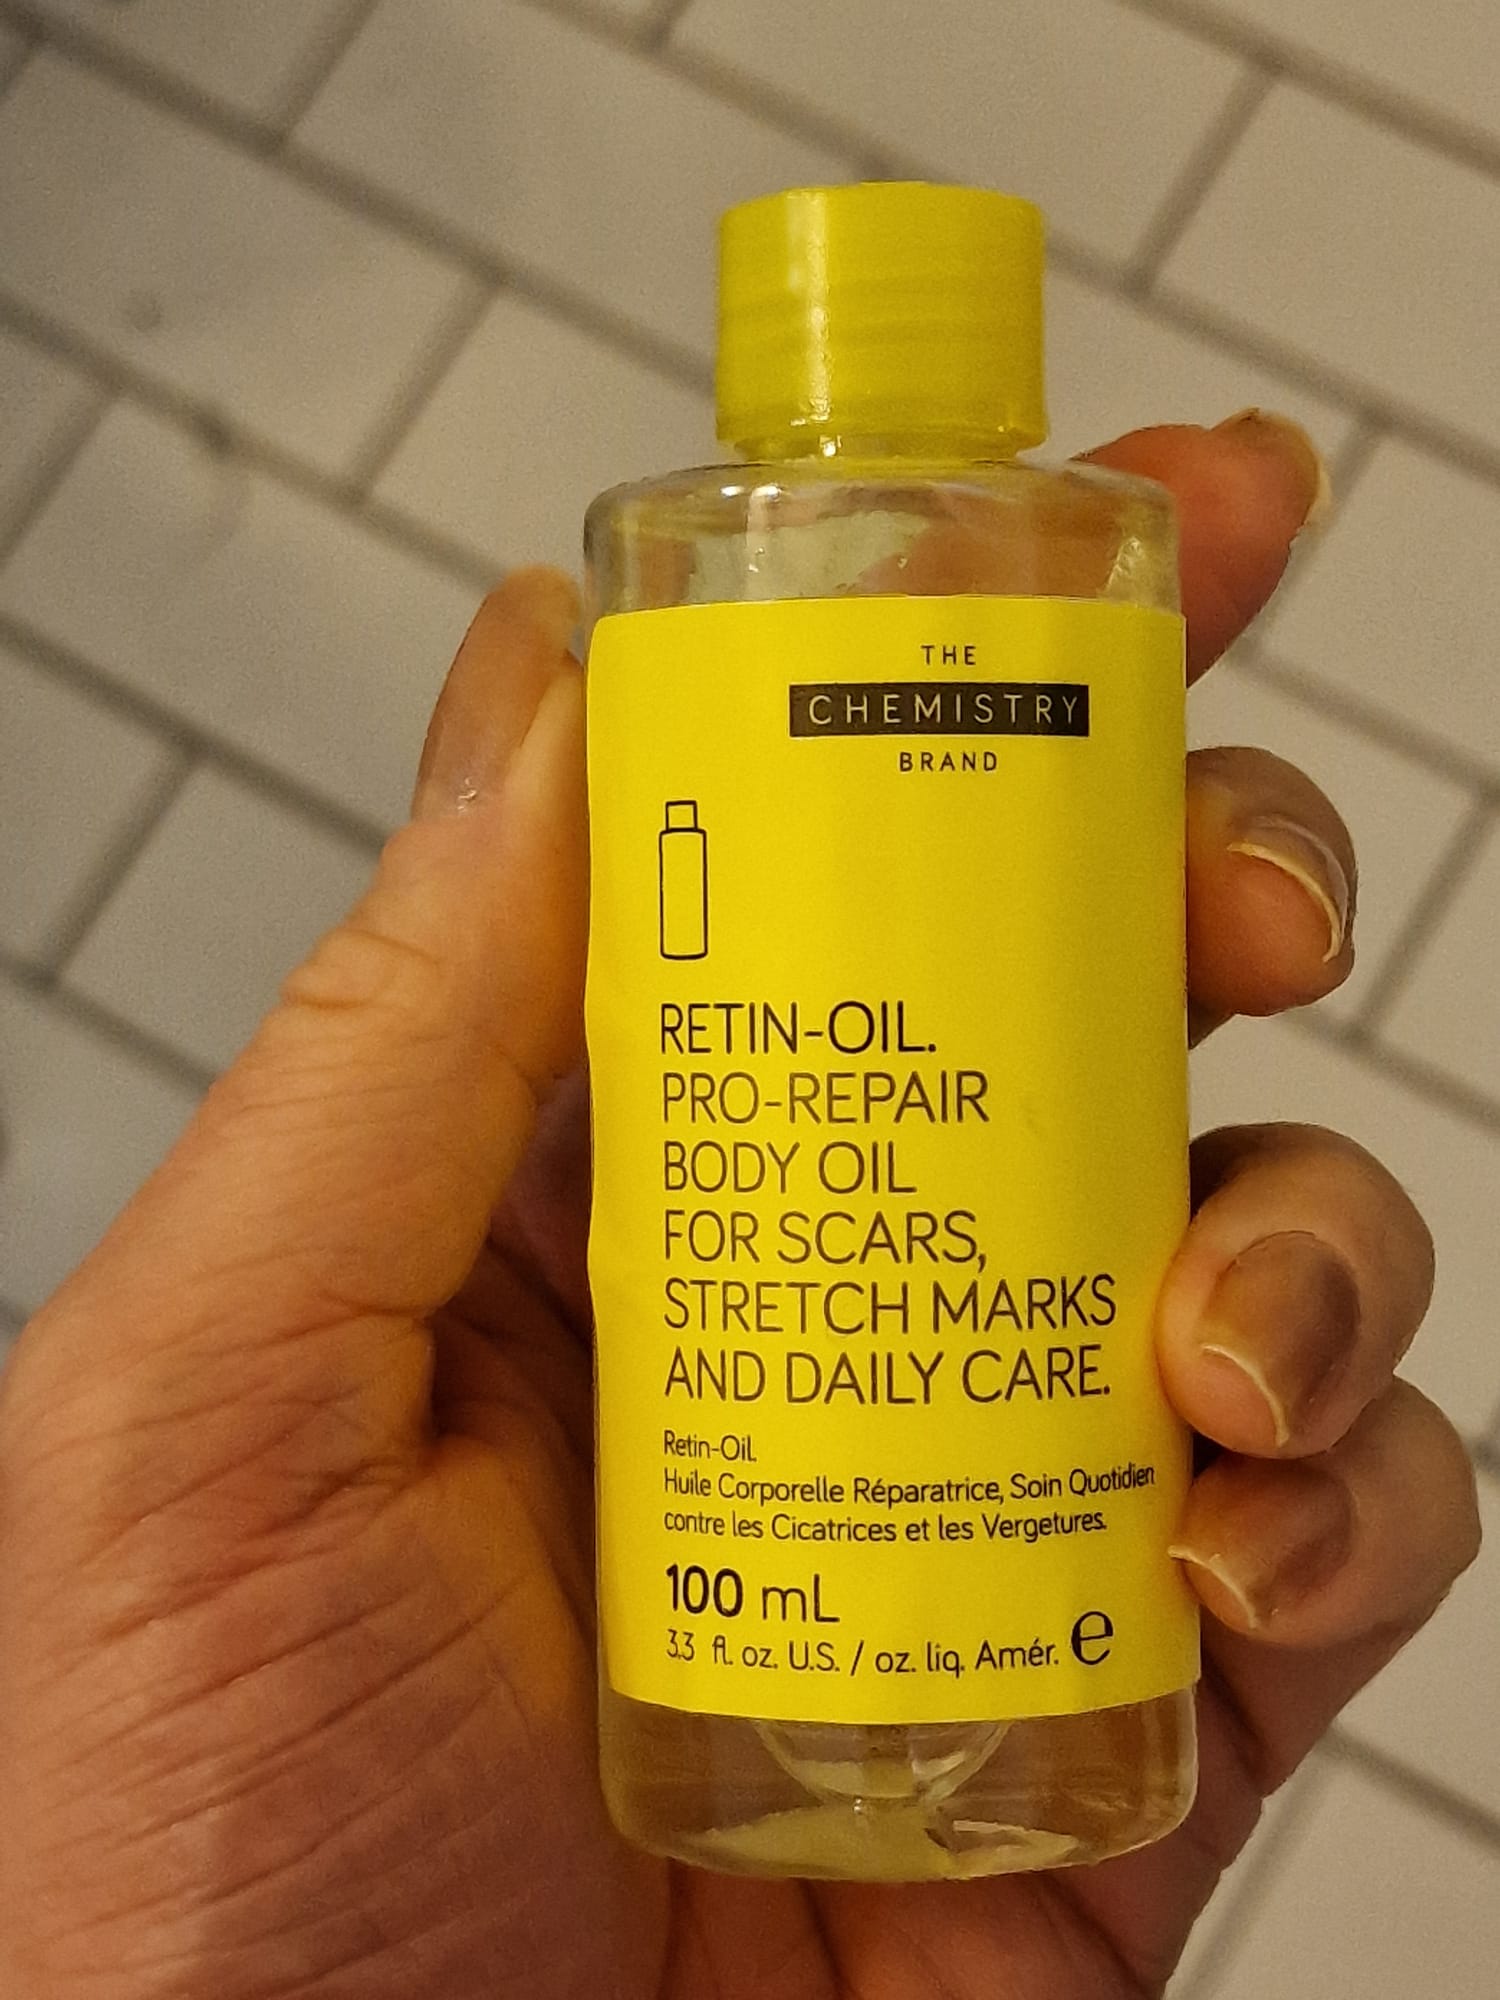 THE
CHEMISTRY
BRAND
RETIN-OIL.
PRO-REPAIR
BODY OIL
FOR SCARS,
STRETCH MARKS
AND DAILY CARE.
Retin-Oil.
Huile Corporelle Réparatrice, Soin Quotidien
contre les Cicatrices et les Vergetures.
100 mL
3.3 fl. oz. U.S. / oz. liq. Amér. e